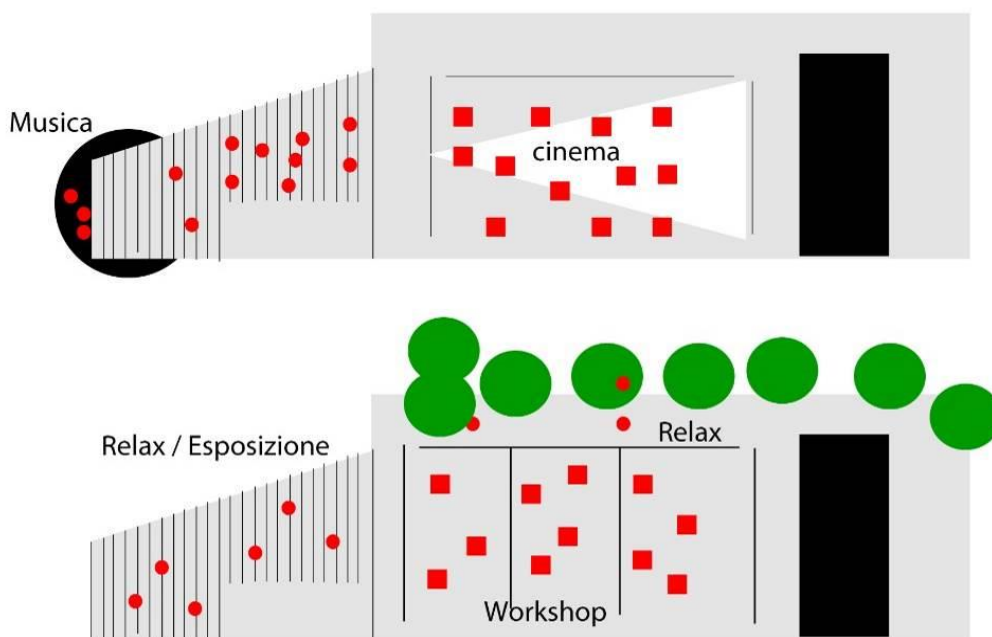 Musica
cinema
Relax / Esposizione
Relax
Workshop